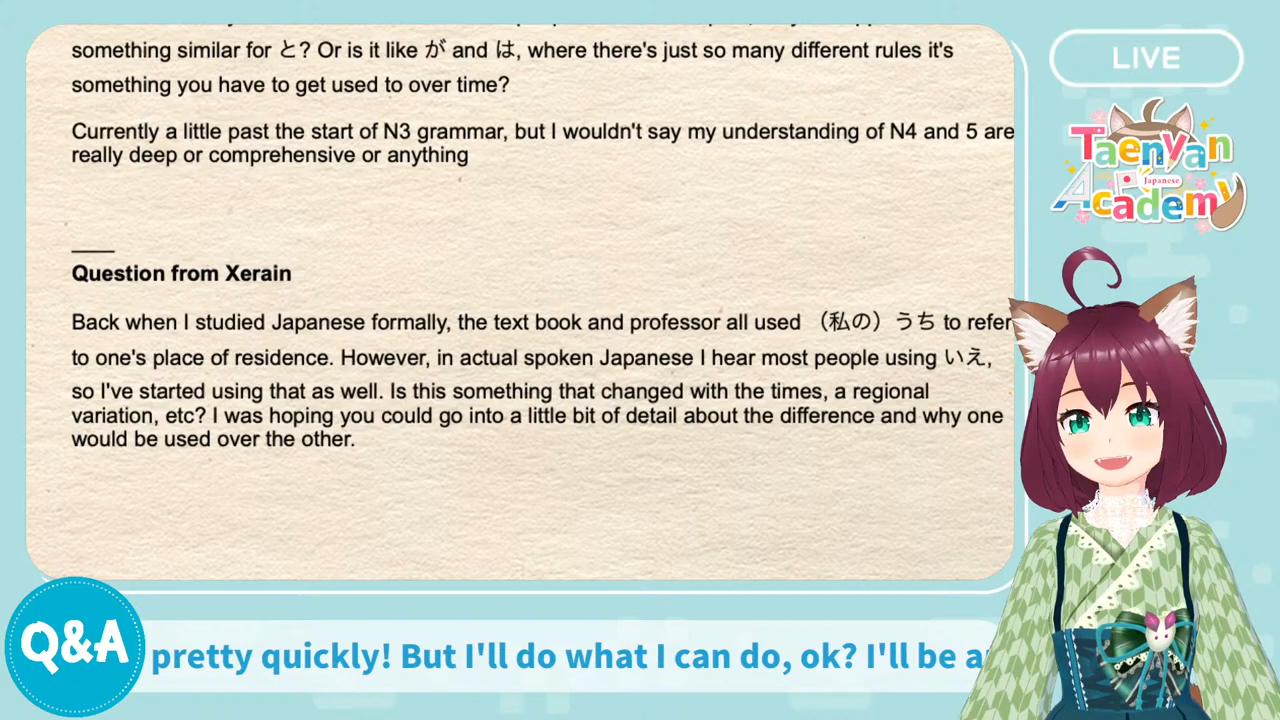 something similar for と? Or is it like が and は, where there's just so many different rules it's
something you have to get used to over time?
Currently a little past the start of N3 grammar, but I wouldn't say my understanding of N4 and 5 are
really deep or comprehensive or anything
Question from Xerain
Back when I studied Japanese formally, the text book and professor all used （私の）うち to refer
to one's place of residence. However, in actual spoken Japanese I hear most people using いえ,
so I've started using that as well. Is this something that changed with the times, a regional
variation, etc? I was hoping you could go into a little bit of detail about the difference and why one
would be used over the other.
LIVE
Taenyan
Japanese
Academy
Q&A
pretty quickly! But I'll do what I can do, ok? I'll be